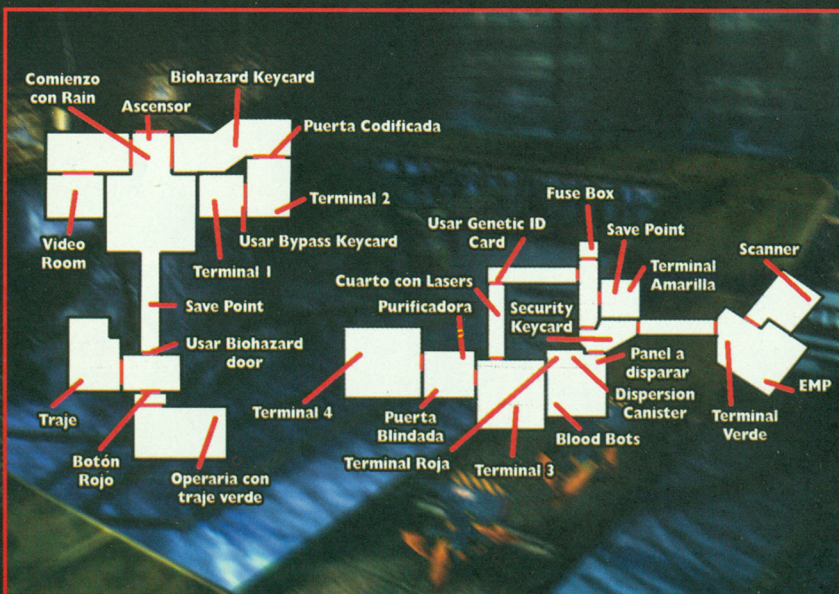 Comienzo
con Rain
Ascensor
Biohazard Keycard
Puerta Codificada
Terminal 2
Usar Bypass Keycard
Terminal 1
Video
Room
Save Point
Usar Biohazard
door
Traje
Botón
Rojo
Operaria con
traje verde
Fuse Box
Save Point
Usar Genetic ID
Card
Terminal
Amarilla
Scanner
Cuarto con Lasers
Purificadora
Security
Keycard
Panel a
disparar
EMP
Dispersion
Canister
Terminal
Verde
Terminal 4
Puerta
Blindada
Blood Bots
Terminal Roja
Terminal 3